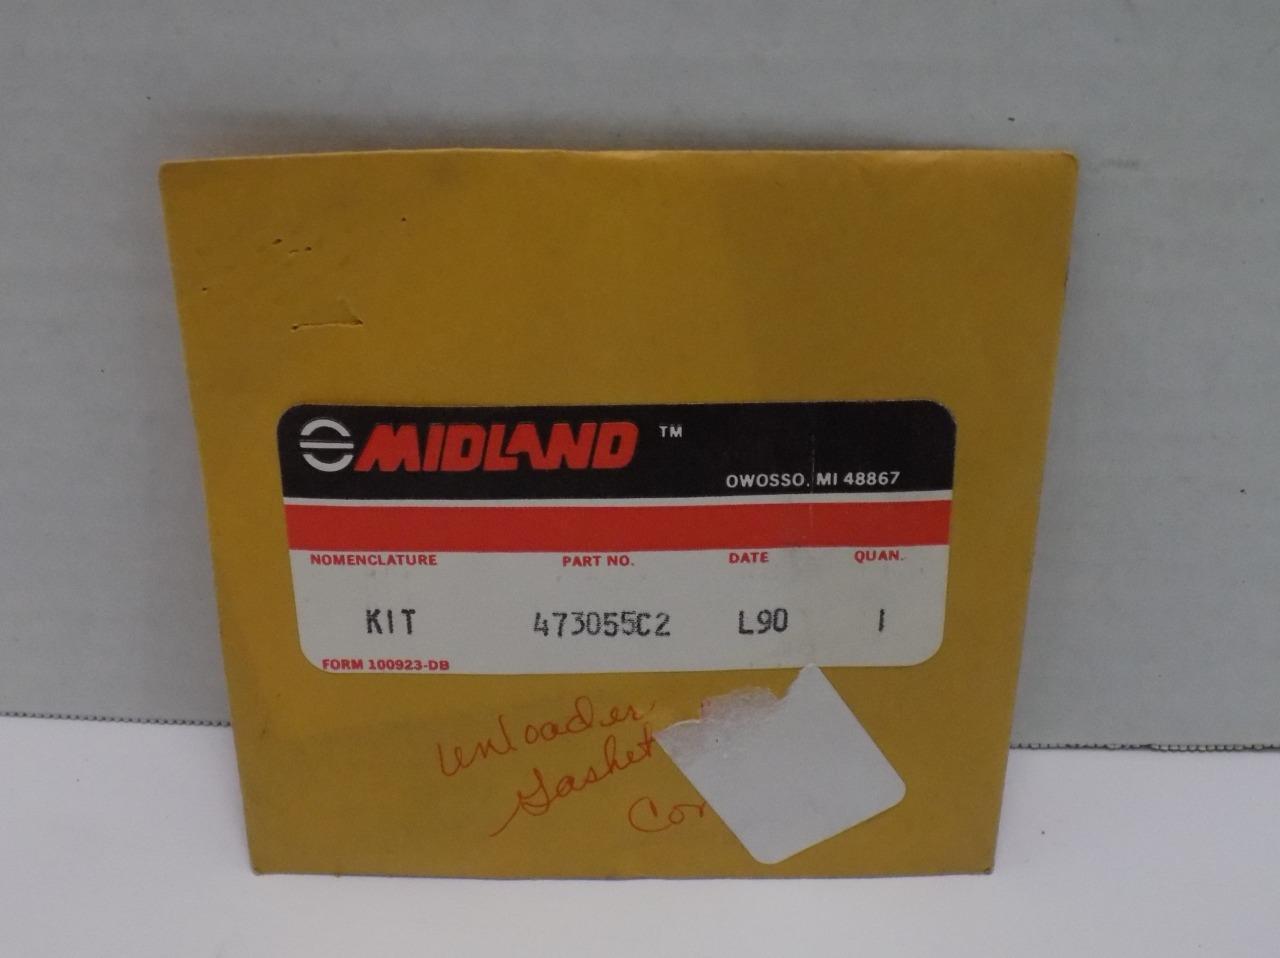 MIDLAND TM
OWOSSO, MI 48867
NOMENCLATURE PART NO. DATE QUAN.
KIT 473055C2 L90 1
FORM 100923-DB
unloader
Gasket